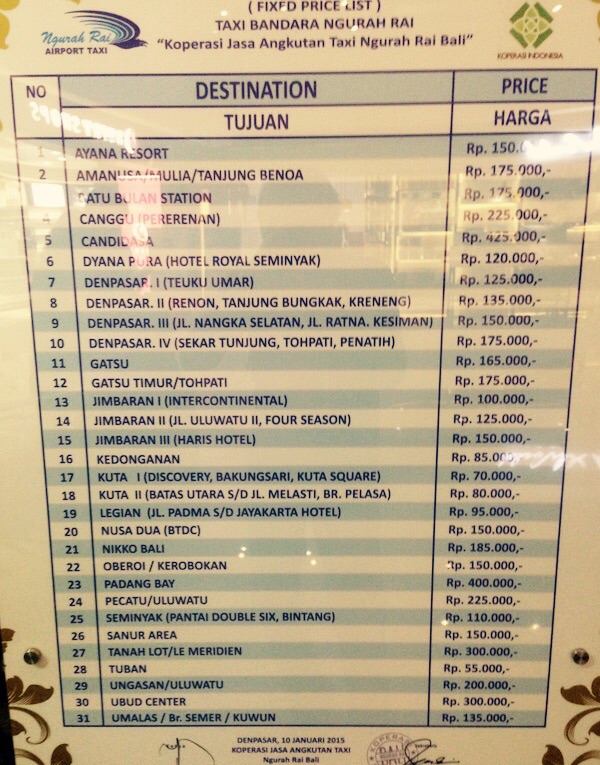 ( FIXED PRICE LIST )
TAXI BANDARA NGURAH RAI
"Koperasi Jasa Angkutan Taxi Ngurah Rai Bali"
Ngurah Rai
AIRPORT TAXI
KOPERASI INDONESIA
NO DESTINATION PRICE
TUJUAN HARGA
1 AYANA RESORT Rp. 150.
2 AMANUSA/MULIA/TANJUNG BENOA Rp. 175.000,-
BATU BULAN STATION Rp. 175.000,-
4 CANGGU (PERERENAN) Rp. 225.000,-
5 CANDIDASA Rp. 425.000,-
6 DYANA PURA (HOTEL ROYAL SEMINYAK) Rp. 120.000,-
7 DENPASAR. I (TEUKU UMAR) Rp. 125.000,-
8 DENPASAR. II (RENON, TANJUNG BUNGKAK, KRENENG) Rp. 135.000,-
9 DENPASAR. III (JL. NANGKA SELATAN, JL. RATNA. KESIMAN) Rp. 150.000,-
10 DENPASAR. IV (SEKAR TUNJUNG, TOHPATI, PENATIH) Rp. 175.000,-
11 GATSU Rp. 165.000,-
12 GATSU TIMUR/TOHPATI Rp. 175.000,-
13 JIMBARAN I (INTERCONTINENTAL) Rp. 100.000,-
14 JIMBARAN II (JL. ULUWATU II, FOUR SEASON) Rp. 125.000,-
15 JIMBARAN III (HARIS HOTEL) Rp. 150.000,-
16 KEDONGANAN Rp. 85.000,-
17 KUTA I (DISCOVERY, BAKUNGSARI, KUTA SQUARE) Rp. 70.000,-
18 KUTA II (BATAS UTARA S/D JL. MELASTI, BR. PELASA) Rp. 80.000,-
19 LEGIAN (JL. PADMA S/D JAYAKARTA HOTEL) Rp. 95.000,-
20 NUSA DUA (BTDC) Rp. 150.000,-
21 NIKKO BALI Rp. 185.000,-
22 OBEROI / KEROBOKAN Rp. 150.000,-
23 PADANG BAY Rp. 400.000,-
24 PECATU/ULUWATU Rp. 225.000,-
25 SEMINYAK (PANTAI DOUBLE SIX, BINTANG) Rp. 110.000,-
26 SANUR AREA Rp. 150.000,-
27 TANAH LOT/LE MERIDIEN Rp. 300.000,-
28 TUBAN Rp. 55.000,-
29 UNGASAN/ULUWATU Rp. 200.000,-
30 UBUD CENTER Rp. 300.000,-
31 UMALAS / Br. SEMER / KUWUN Rp. 135.000,-
DENPASAR, 10 JANUARI 2015
KOPERASI JASA ANGKUTAN TAXI
Ngurah Rai Bali